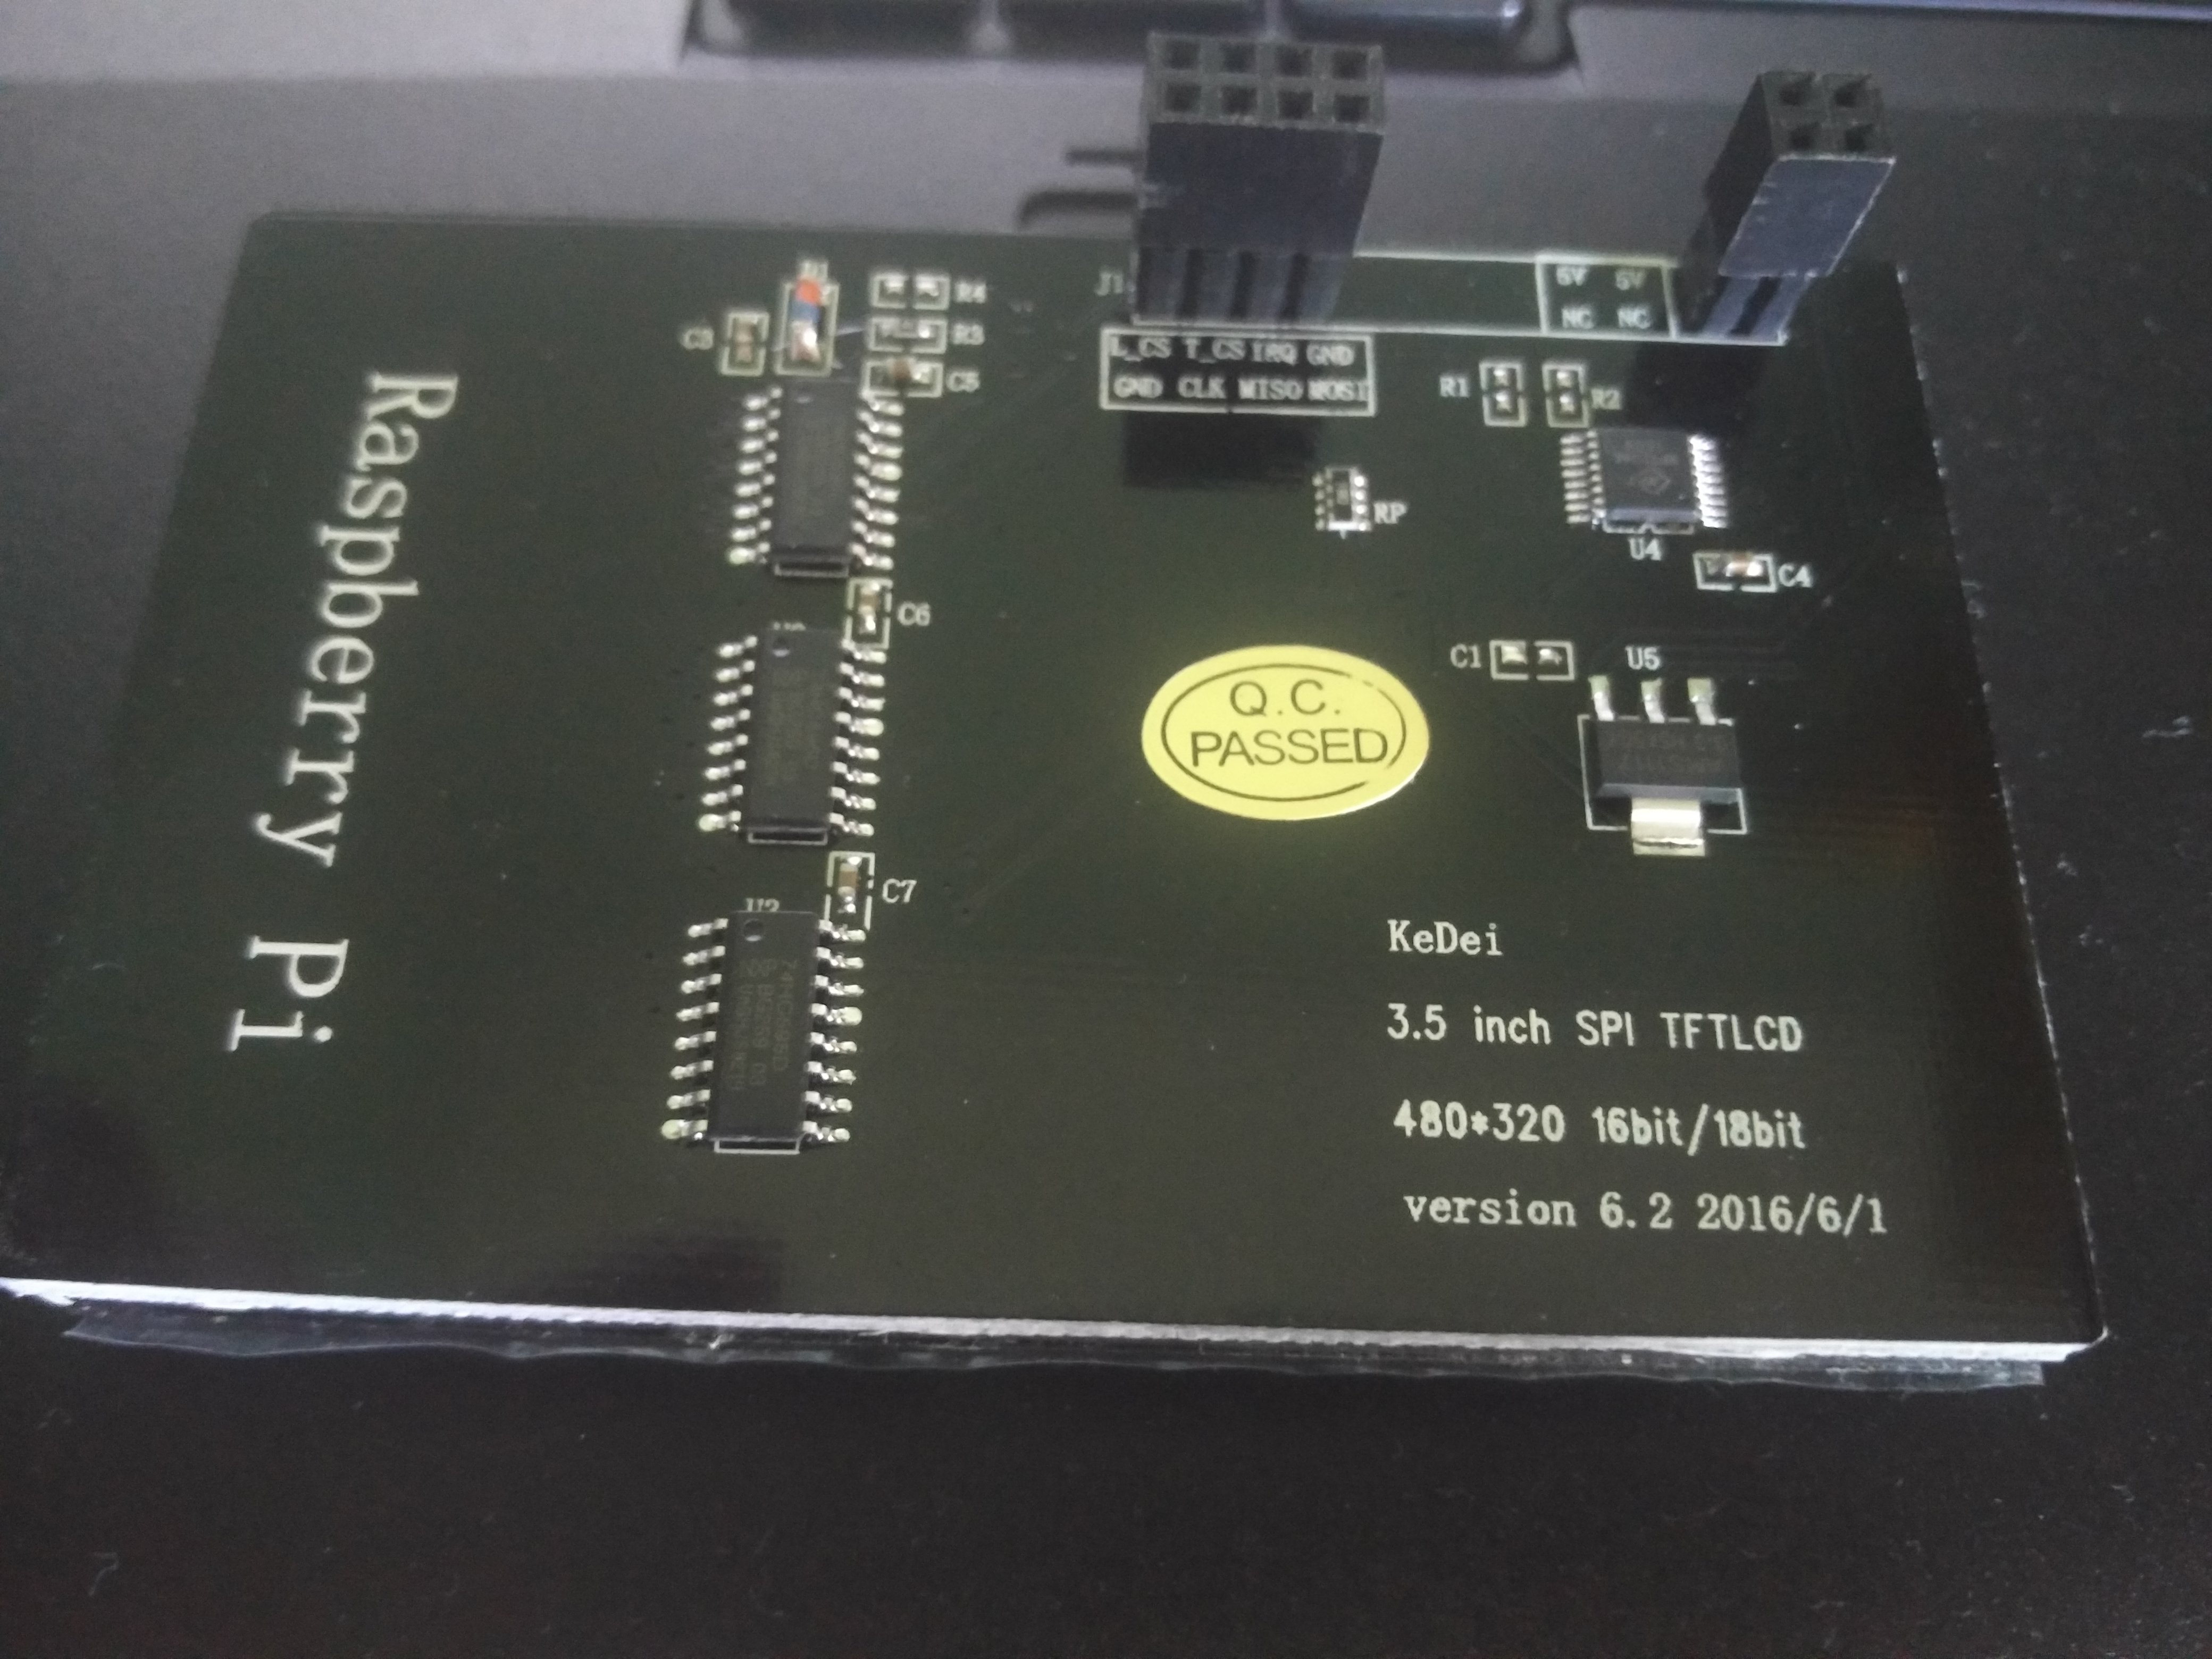 R4
J1
5V 5V
C3
R3
NC NC
L_CS T_CS IRQ GND
C5
GND CLK MISO MOSI
R1
R2
Raspberry Pi
RP
U4
C4
C6
C1
U5
Q.C.
PASSED
C7
U2
KeDei
74HC595D
3.5 inch SPI TFTLCD
480*320 16bit/18bit
version 6.2 2016/6/1